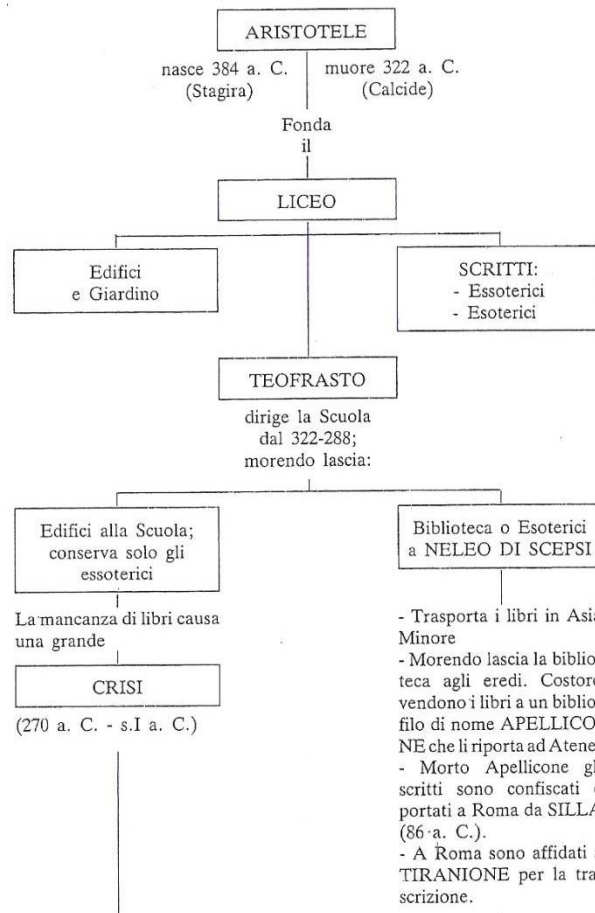 ARISTOTELE
nasce 384 a. C.
(Stagira)
muore 322 a. C.
(Calcide)
Fonda
il
LICEO
Edifici
e Giardino
SCRITTI:
- Essoterici
- Esoterici
TEOFRASTO
dirige la Scuola
dal 322-288;
morendo lascia:
Edifici alla Scuola;
conserva solo gli
essoterici
La mancanza di libri causa
una grande
CRISI
(270 a. C. - s.I a. C.)
Biblioteca o Esoterici
a NELEO DI SCEPSI
- Trasporta i libri in Asia
Minore
- Morendo lascia la biblio
teca agli eredi. Costoro
vendono i libri a un biblio
filo di nome APELLICO
NE che li riporta ad Atene
- Morto Apellicone gl
scritti sono confiscati e
portati a Roma da SILLA
(86 a. C.).
- A Roma sono affidati a
TIRANIONE per la tra
scrizione.